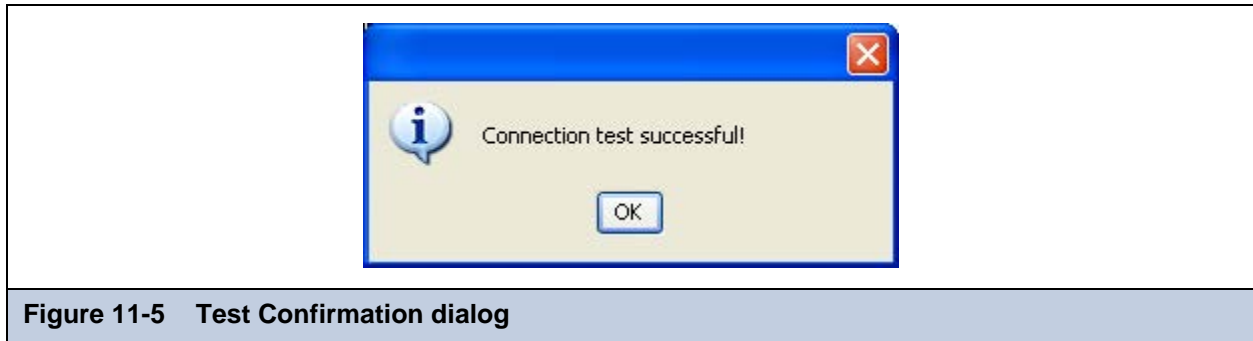 Connection test successful!
OK
Figure 11-5 Test Confirmation dialog